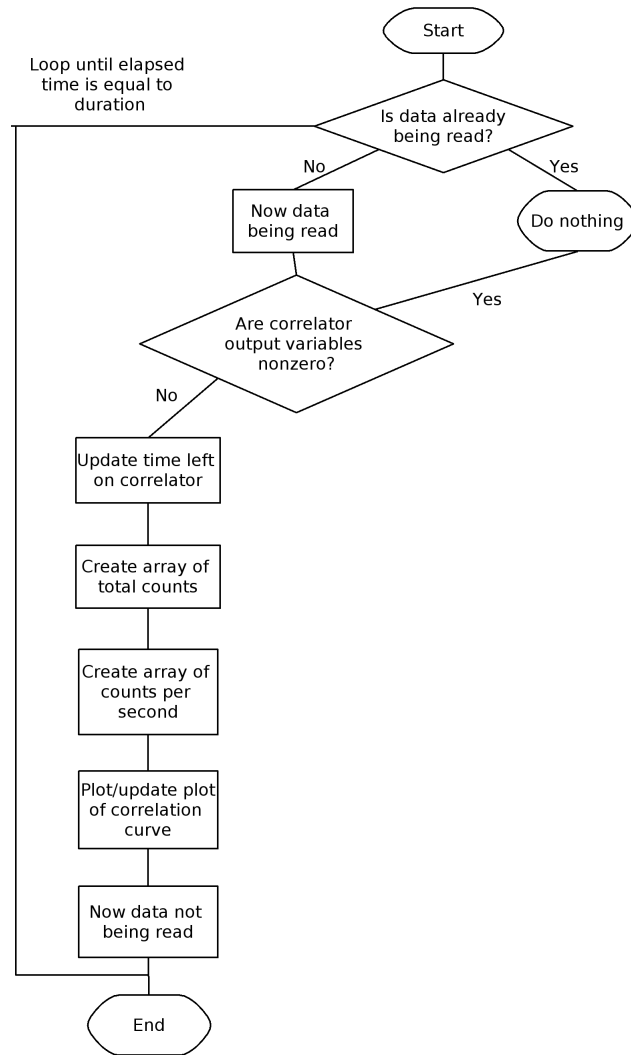 Start
Loop until elapsed
time is equal to
duration
Is data already
being read?
No
Yes
Now data
being read
Do nothing
Yes
Are correlator
output variables
nonzero?
No
Update time left
on correlator
Create array of
total counts
Create array of
counts per
second
Plot/update plot
of correlation
curve
Now data not
being read
End